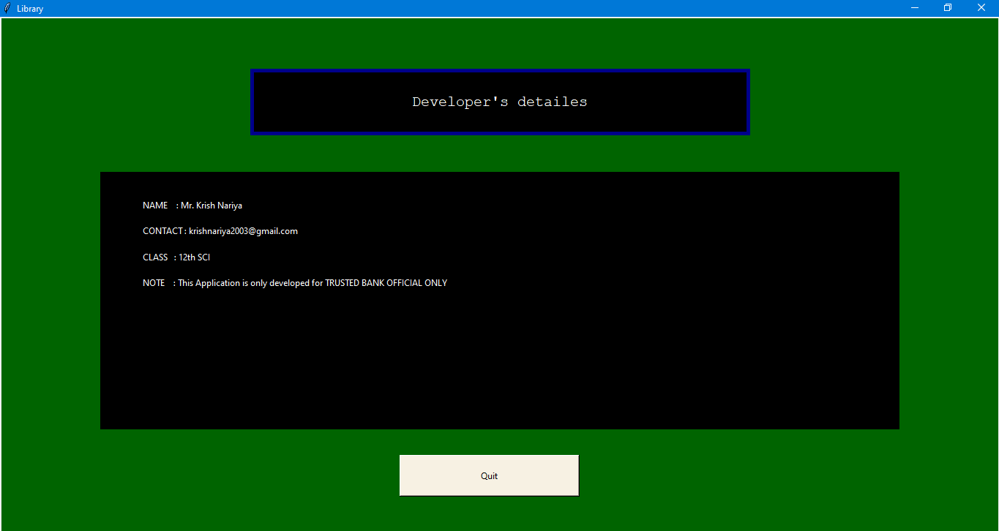 Library
Developer's detailes
NAME : Mr. Krish Nariya
CONTACT : krishnariya2003@gmail.com
CLASS : 12th SCI
NOTE : This Application is only developed for TRUSTED BANK OFFICIAL ONLY
Quit